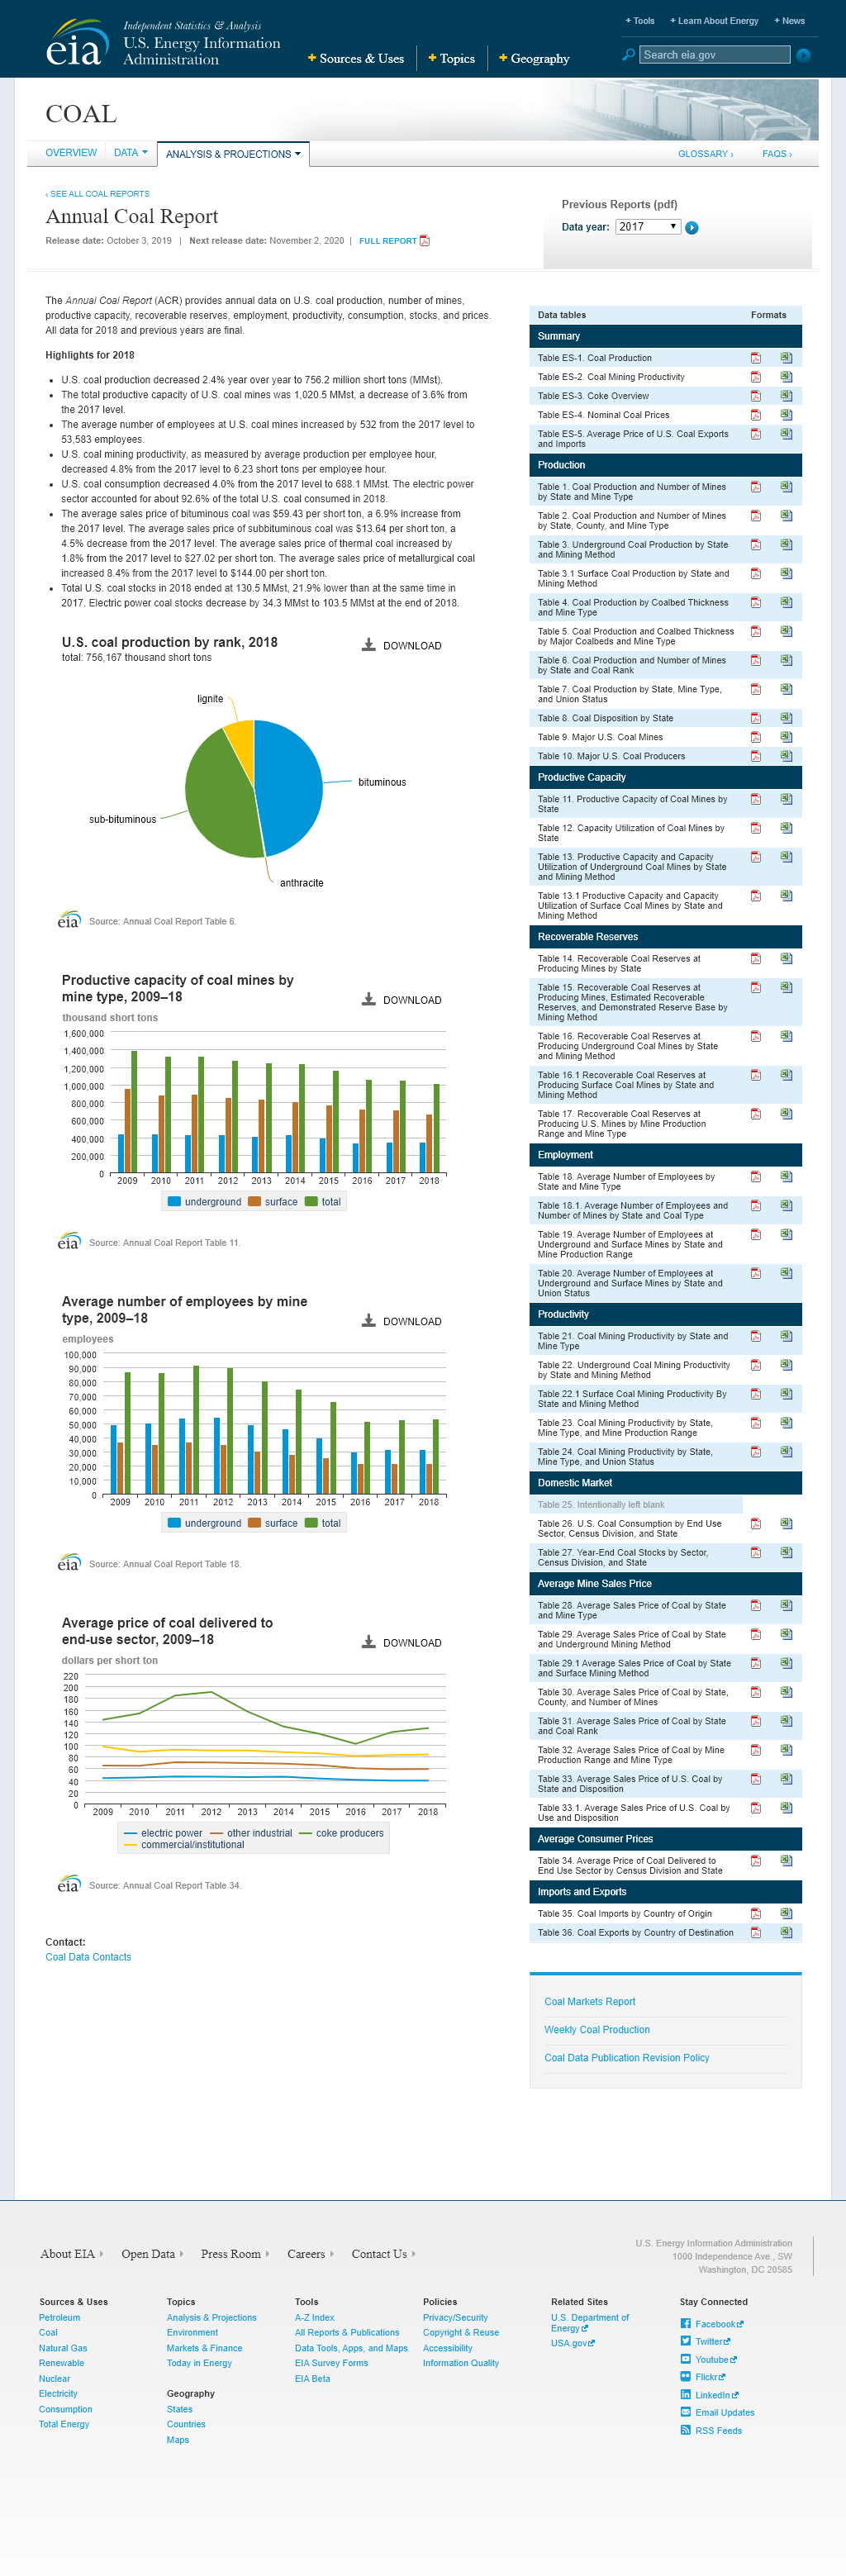 Independent Statistics & Analysis
U.S. Energy Information
Administration
eia
+ Tools
+ Learn About Energy
+ News
+ Sources & Uses
+ Topics
+ Geography
Search eia.gov
COAL
OVERVIEW
DATA
ANALYSIS & PROJECTIONS
GLOSSARY ›
FAQS ›
‹ SEE ALL COAL REPORTS
Annual Coal Report
Release date: October 3, 2019 | Next release date: November 2, 2020 | FULL REPORT
Previous Reports (pdf)
Data year: 2017
The Annual Coal Report (ACR) provides annual data on U.S. coal production, number of mines,
productive capacity, recoverable reserves, employment, productivity, consumption, stocks, and prices.
All data for 2018 and previous years are final.
Highlights for 2018
• U.S. coal production decreased 2.4% year over year to 756.2 million short tons (MMst).
• The total productive capacity of U.S. coal mines was 1,020.5 MMst, a decrease of 3.6% from
the 2017 level.
• The average number of employees at U.S. coal mines increased by 532 from the 2017 level to
53,583 employees.
• U.S. coal mining productivity, as measured by average production per employee hour,
decreased 4.8% from the 2017 level to 6.23 short tons per employee hour.
• U.S. coal consumption decreased 4.0% from the 2017 level to 688.1 MMst. The electric power
sector accounted for about 92.6% of the total U.S. coal consumed in 2018.
• The average sales price of bituminous coal was $59.43 per short ton, a 6.9% increase from
the 2017 level. The average sales price of subbituminous coal was $13.64 per short ton, a
4.5% decrease from the 2017 level. The average sales price of thermal coal increased by
1.8% from the 2017 level to $27.02 per short ton. The average sales price of metallurgical coal
increased 8.4% from the 2017 level to $144.00 per short ton.
• Total U.S. coal stocks in 2018 ended at 130.5 MMst, 21.9% lower than at the same time in
2017. Electric power coal stocks decrease by 34.3 MMst to 103.5 MMst at the end of 2018.
U.S. coal production by rank, 2018
DOWNLOAD
total: 756,167 thousand short tons
lignite
bituminous
sub-bituminous
anthracite
eia Source: Annual Coal Report Table 6.
Productive capacity of coal mines by
mine type, 2009–18
DOWNLOAD
thousand short tons
1,600,000
1,400,000
1,200,000
1,000,000
800,000
600,000
400,000
200,000
0
2009 2010 2011 2012 2013 2014 2015 2016 2017 2018
underground surface total
eia Source: Annual Coal Report Table 11.
Average number of employees by mine
type, 2009–18
DOWNLOAD
employees
100,000
90,000
80,000
70,000
60,000
50,000
40,000
30,000
20,000
10,000
0
2009 2010 2011 2012 2013 2014 2015 2016 2017 2018
underground surface total
eia Source: Annual Coal Report Table 18.
Average price of coal delivered to
end-use sector, 2009–18
DOWNLOAD
dollars per short ton
220
200
180
160
140
120
100
80
60
40
20
0
2009 2010 2011 2012 2013 2014 2015 2016 2017 2018
electric power other industrial coke producers
commercial/institutional
eia Source: Annual Coal Report Table 34.
Contact:
Coal Data Contacts
Data tables Formats
Summary
Table ES-1. Coal Production
Table ES-2. Coal Mining Productivity
Table ES-3. Coke Overview
Table ES-4. Nominal Coal Prices
Table ES-5. Average Price of U.S. Coal Exports
and Imports
Production
Table 1. Coal Production and Number of Mines
by State and Mine Type
Table 2. Coal Production and Number of Mines
by State, County, and Mine Type
Table 3. Underground Coal Production by State
and Mining Method
Table 3.1 Surface Coal Production by State and
Mining Method
Table 4. Coal Production by Coalbed Thickness
and Mine Type
Table 5. Coal Production and Coalbed Thickness
by Major Coalbeds and Mine Type
Table 6. Coal Production and Number of Mines
by State and Coal Rank
Table 7. Coal Production by State, Mine Type,
and Union Status
Table 8. Coal Disposition by State
Table 9. Major U.S. Coal Mines
Table 10. Major U.S. Coal Producers
Productive Capacity
Table 11. Productive Capacity of Coal Mines by
State
Table 12. Capacity Utilization of Coal Mines by
State
Table 13. Productive Capacity and Capacity
Utilization of Underground Coal Mines by State
and Mining Method
Table 13.1 Productive Capacity and Capacity
Utilization of Surface Coal Mines by State and
Mining Method
Recoverable Reserves
Table 14. Recoverable Coal Reserves at
Producing Mines by State
Table 15. Recoverable Coal Reserves at
Producing Mines, Estimated Recoverable
Reserves, and Demonstrated Reserve Base by
Mining Method
Table 16. Recoverable Coal Reserves at
Producing Underground Coal Mines by State
and Mining Method
Table 16.1 Recoverable Coal Reserves at
Producing Surface Coal Mines by State and
Mining Method
Table 17. Recoverable Coal Reserves at
Producing U.S. Mines by Mine Production
Range and Mine Type
Employment
Table 18. Average Number of Employees by
State and Mine Type
Table 18.1. Average Number of Employees and
Number of Mines by State and Coal Type
Table 19. Average Number of Employees at
Underground and Surface Mines by State and
Mine Production Range
Table 20. Average Number of Employees at
Underground and Surface Mines by State and
Union Status
Productivity
Table 21. Coal Mining Productivity by State and
Mine Type
Table 22. Underground Coal Mining Productivity
by State and Mining Method
Table 22.1 Surface Coal Mining Productivity By
State and Mining Method
Table 23. Coal Mining Productivity by State,
Mine Type, and Mine Production Range
Table 24. Coal Mining Productivity by State,
Mine Type, and Union Status
Domestic Market
Table 25. Intentionally left blank
Table 26. U.S. Coal Consumption by End Use
Sector, Census Division, and State
Table 27. Year-End Coal Stocks by Sector,
Census Division, and State
Average Mine Sales Price
Table 28. Average Sales Price of Coal by State
and Mine Type
Table 29. Average Sales Price of Coal by State
and Underground Mining Method
Table 29.1 Average Sales Price of Coal by State
and Surface Mining Method
Table 30. Average Sales Price of Coal by State,
County, and Number of Mines
Table 31. Average Sales Price of Coal by State
and Coal Rank
Table 32. Average Sales Price of Coal by Mine
Production Range and Mine Type
Table 33. Average Sales Price of U.S. Coal by
State and Disposition
Table 33.1. Average Sales Price of U.S. Coal by
Use and Disposition
Average Consumer Prices
Table 34. Average Price of Coal Delivered to
End Use Sector by Census Division and State
Imports and Exports
Table 35. Coal Imports by Country of Origin
Table 36. Coal Exports by Country of Destination
Coal Markets Report
Weekly Coal Production
Coal Data Publication Revision Policy
About EIA
Open Data
Press Room
Careers
Contact Us
U.S. Energy Information Administration
1000 Independence Ave., SW
Washington, DC 20585
Sources & Uses
Petroleum
Coal
Natural Gas
Renewable
Nuclear
Electricity
Consumption
Total Energy
Topics
Analysis & Projections
Environment
Markets & Finance
Today in Energy
Geography
States
Countries
Maps
Tools
A-Z Index
All Reports & Publications
Data Tools, Apps, and Maps
EIA Survey Forms
EIA Beta
Policies
Privacy/Security
Copyright & Reuse
Accessibility
Information Quality
Related Sites
U.S. Department of
Energy
USA.gov
Stay Connected
Facebook
Twitter
Youtube
Flickr
LinkedIn
Email Updates
RSS Feeds